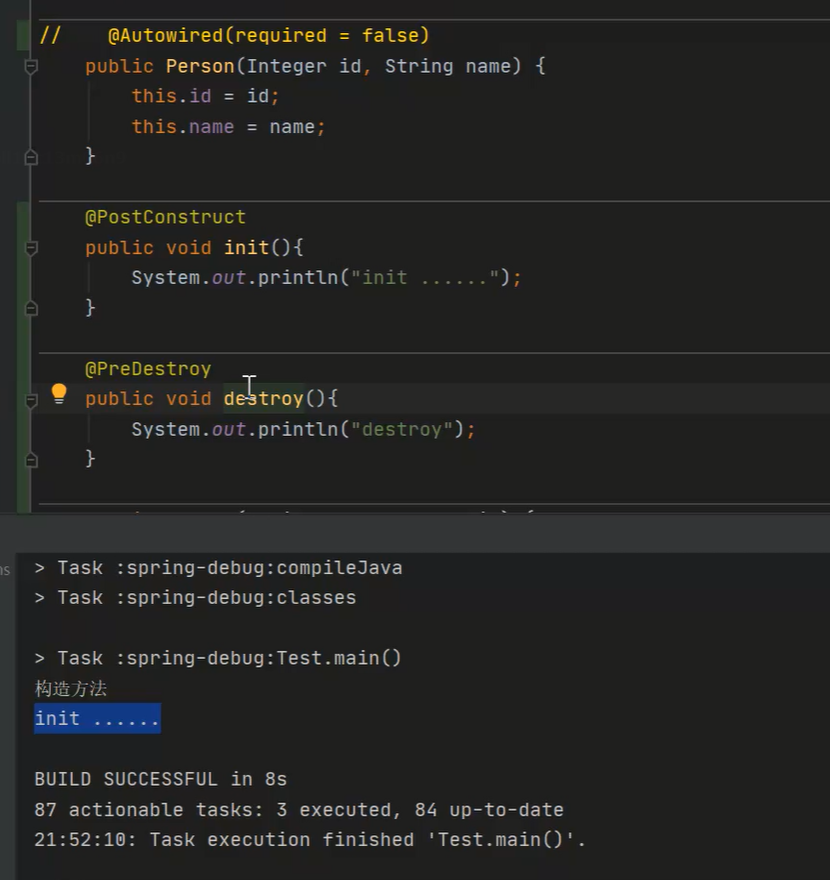 //    @Autowired(required = false)
public Person(Integer id, String name) {
this.id = id;
this.name = name;
}
@PostConstruct
public void init(){
System.out.println("init ......");
}
@PreDestroy
public void destroy(){
System.out.println("destroy");
}
> Task :spring-debug:compileJava
ns
> Task :spring-debug:classes
> Task :spring-debug:Test.main()
构造方法
init ......
BUILD SUCCESSFUL in 8s
87 actionable tasks: 3 executed, 84 up-to-date
21:52:10: Task execution finished 'Test.main()'.